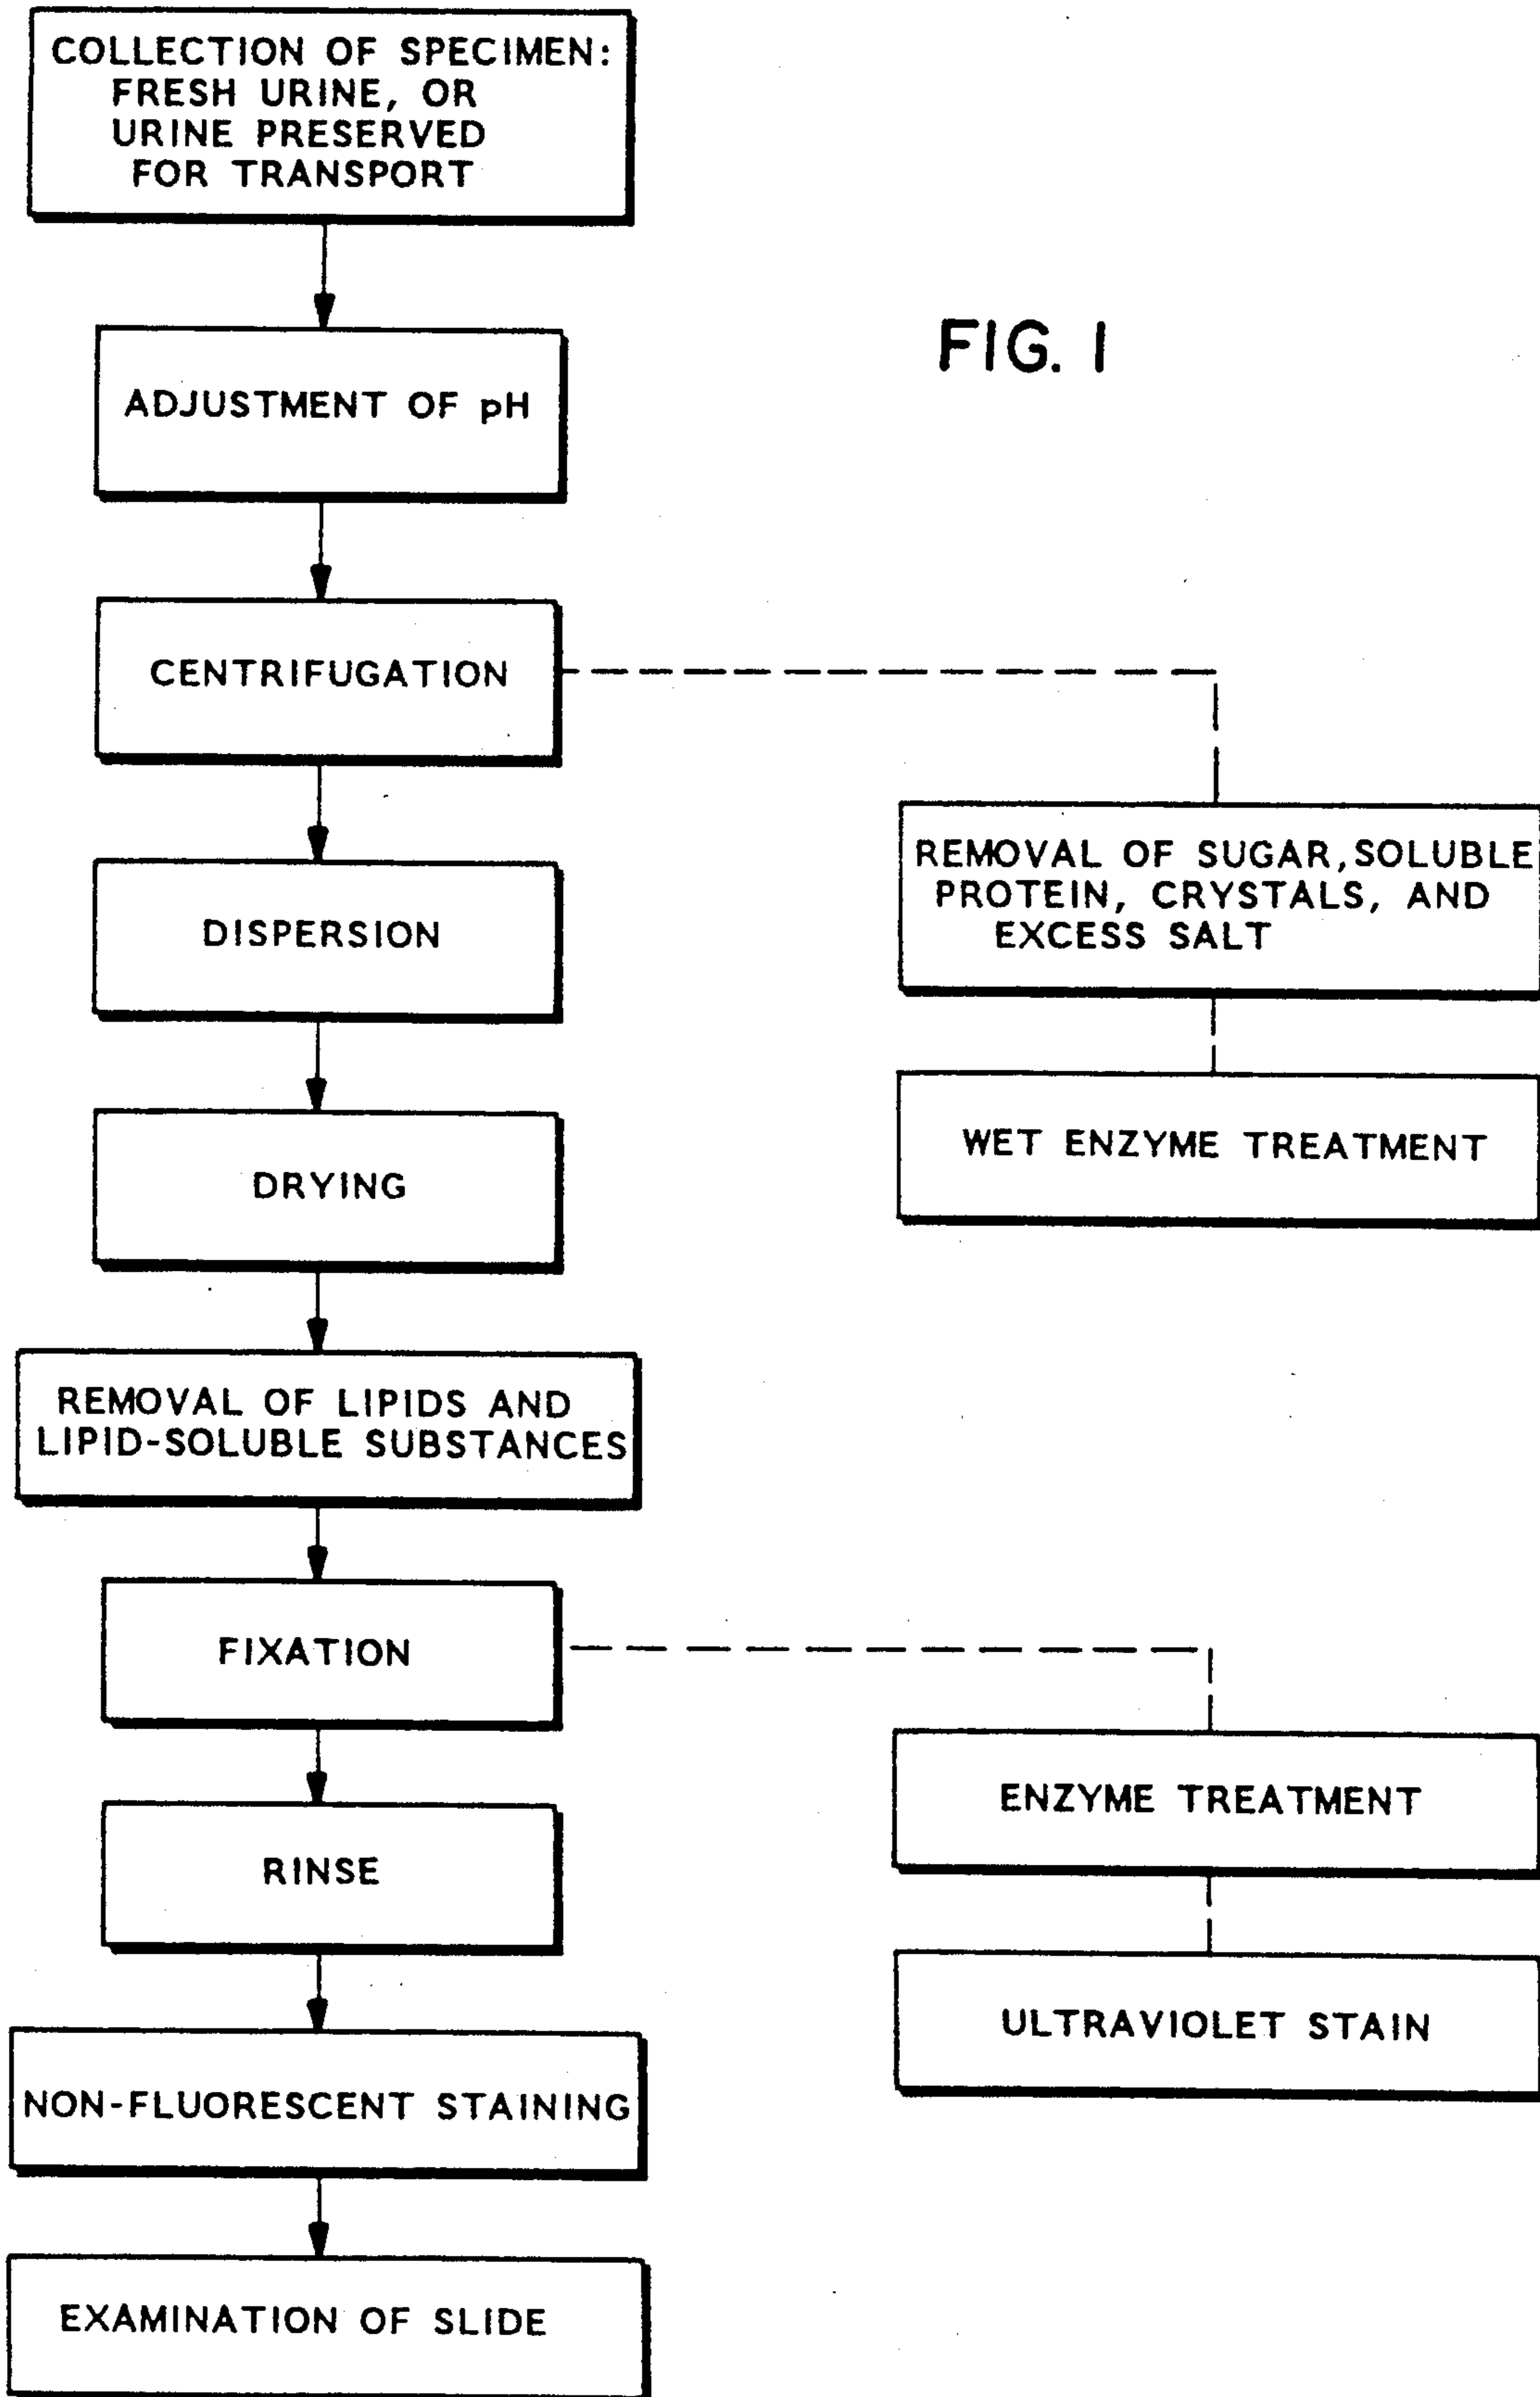 COLLECTION OF SPECIMEN:
FRESH URINE, OR
URINE PRESERVED
FOR TRANSPORT
FIG. 1
ADJUSTMENT OF pH
CENTRIFUGATION
REMOVAL OF SUGAR, SOLUBLE
PROTEIN, CRYSTALS, AND
EXCESS SALT
DISPERSION
WET ENZYME TREATMENT
DRYING
REMOVAL OF LIPIDS AND
LIPID-SOLUBLE SUBSTANCES
FIXATION
ENZYME TREATMENT
RINSE
ULTRAVIOLET STAIN
NON-FLUORESCENT STAINING
EXAMINATION OF SLIDE